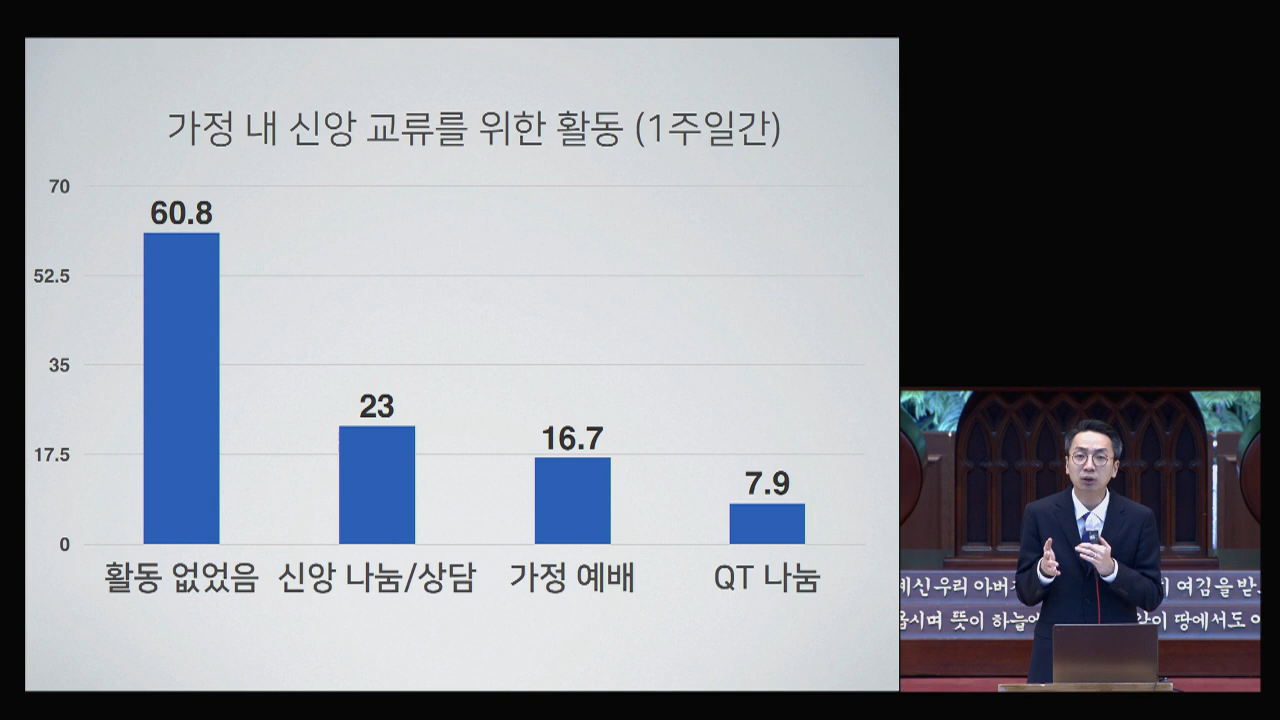 가정 내 신앙 교류를 위한 활동 (1주일간)
70
60.8
52.5
35
23
17.5
16.7
7.9
0
활동 없었음 신앙 나눔/상담 가정 예배 QT 나눔
계신 우리 아버 여김을 받
옵시며 뜻이 하늘에 땅에서도